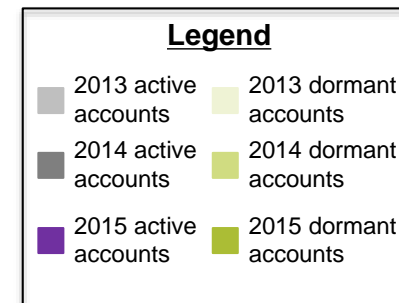 Legend
2013 active accounts
2013 dormant accounts
2014 active accounts
2014 dormant accounts
2015 active accounts
2015 dormant accounts